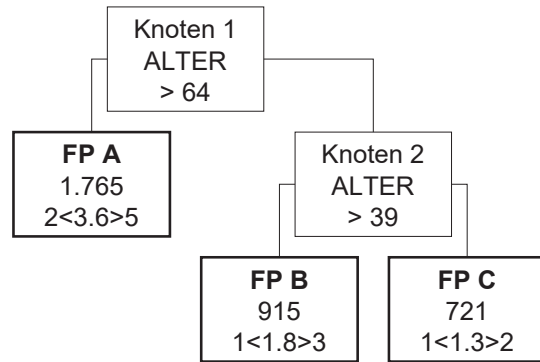 Knoten 1
ALTER
> 64
FP A
1.765
2<3.6>5
Knoten 2
ALTER
> 39
FP B
915
1<1.8>3
FP C
721
1<1.3>2